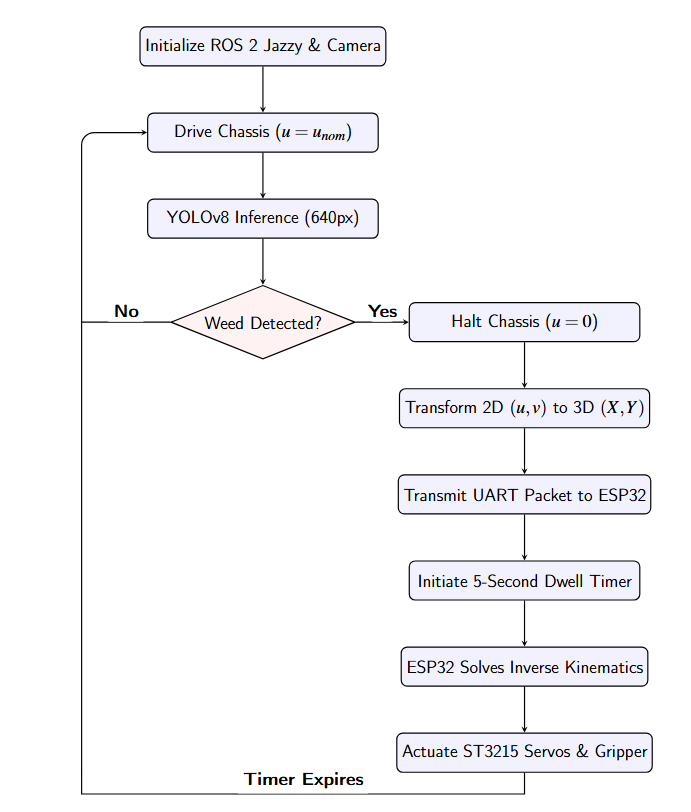 Initialize ROS 2 Jazzy & Camera
Drive Chassis (u = u_nom)
YOLOv8 Inference (640px)
Weed Detected?
No
Yes
Halt Chassis (u = 0)
Transform 2D (u, v) to 3D (X, Y)
Transmit UART Packet to ESP32
Initiate 5-Second Dwell Timer
ESP32 Solves Inverse Kinematics
Actuate ST3215 Servos & Gripper
Timer Expires